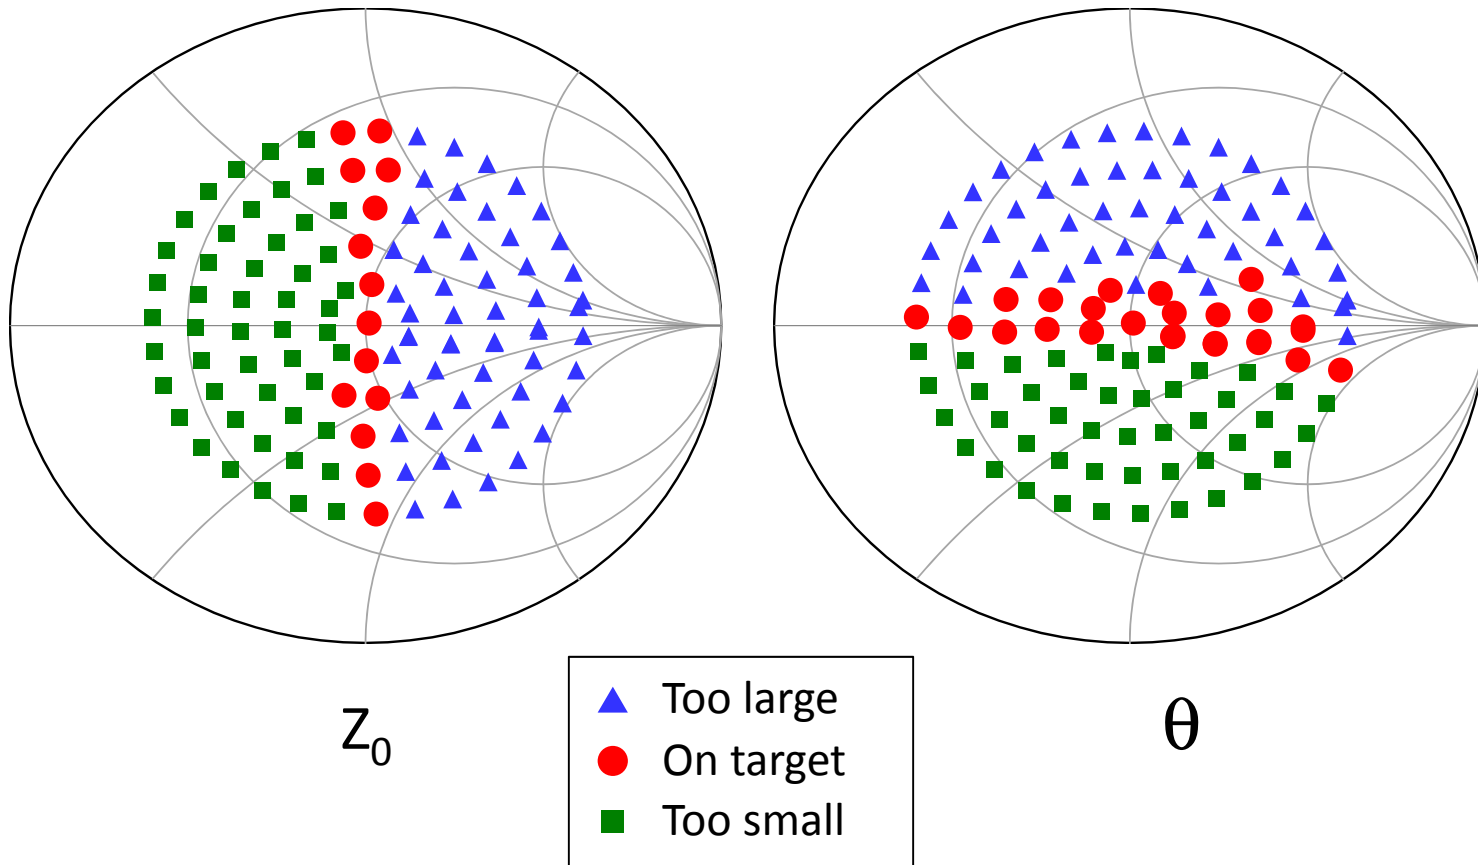 Z₀
θ
Too large
On target
Too small